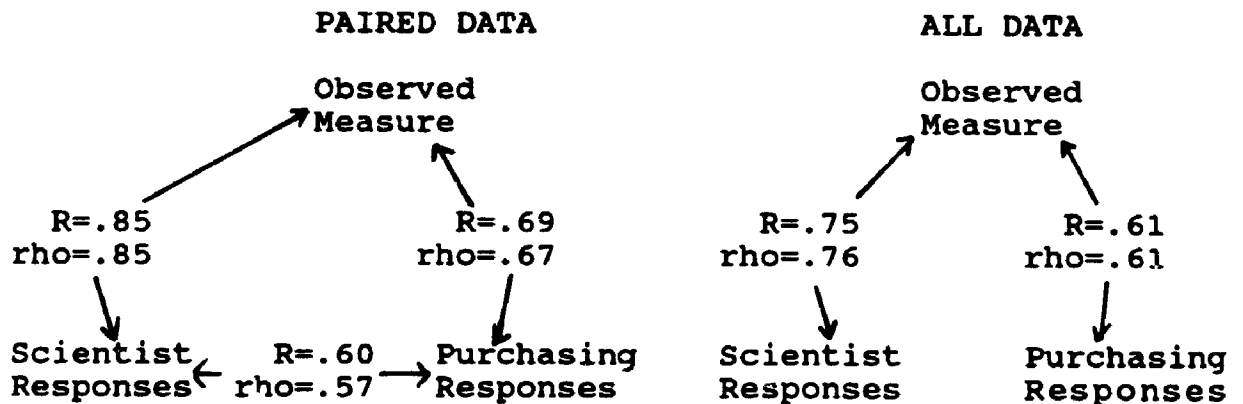 PAIRED DATA
ALL DATA
Observed
Measure
Observed
Measure
R=.85
rho=.85
R=.69
rho=.67
R=.75
rho=.76
R=.61
rho=.61
Scientist
Responses
R=.60
rho=.57
Purchasing
Responses
Scientist
Responses
Purchasing
Responses